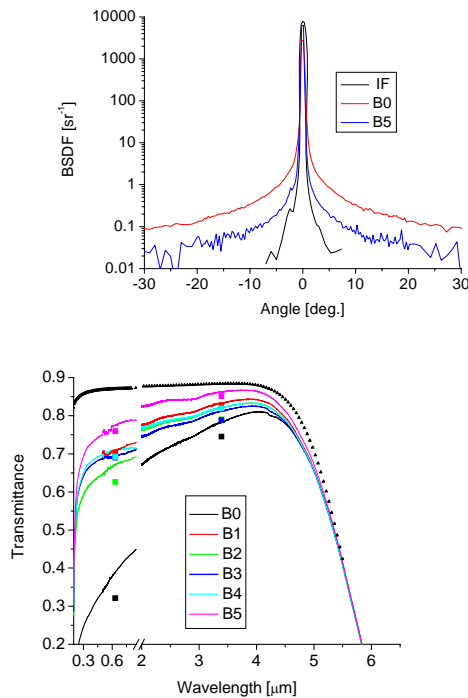 10000
1000
100
10
1
0.1
0.01
BSDF [sr⁻¹]
IF
B0
B5
-30 -20 -10 0 10 20 30
Angle [deg.]
0.9
0.8
0.7
0.6
0.5
0.4
0.3
0.2
Transmittance
B0
B1
B2
B3
B4
B5
0.3 0.6 2 3 4 5 6
Wavelength [μm]